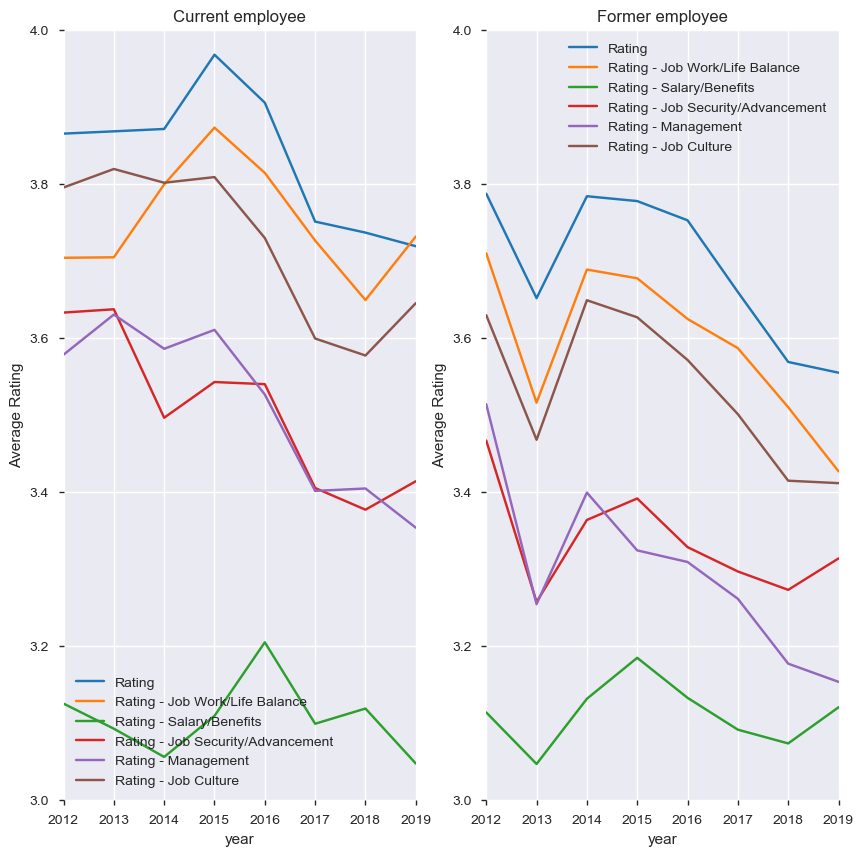 Current employee
4.0
3.8
3.6
3.4
3.2
3.0
Average Rating
Rating
Rating - Job Work/Life Balance
Rating - Salary/Benefits
Rating - Job Security/Advancement
Rating - Management
Rating - Job Culture
2012 2013 2014 2015 2016 2017 2018 2019
year
Former employee
Rating
Rating - Job Work/Life Balance
Rating - Salary/Benefits
Rating - Job Security/Advancement
Rating - Management
Rating - Job Culture
4.0
3.8
3.6
3.4
3.2
3.0
Average Rating
2012 2013 2014 2015 2016 2017 2018 2019
year